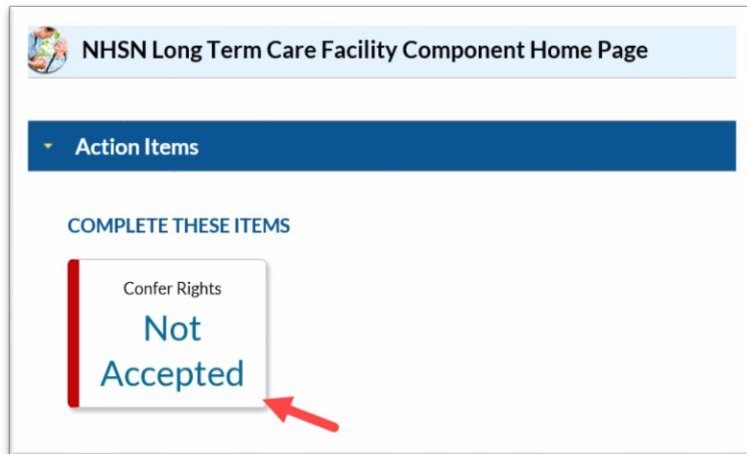 NHSN Long Term Care Facility Component Home Page
Action Items
COMPLETE THESE ITEMS
Confer Rights
Not
Accepted